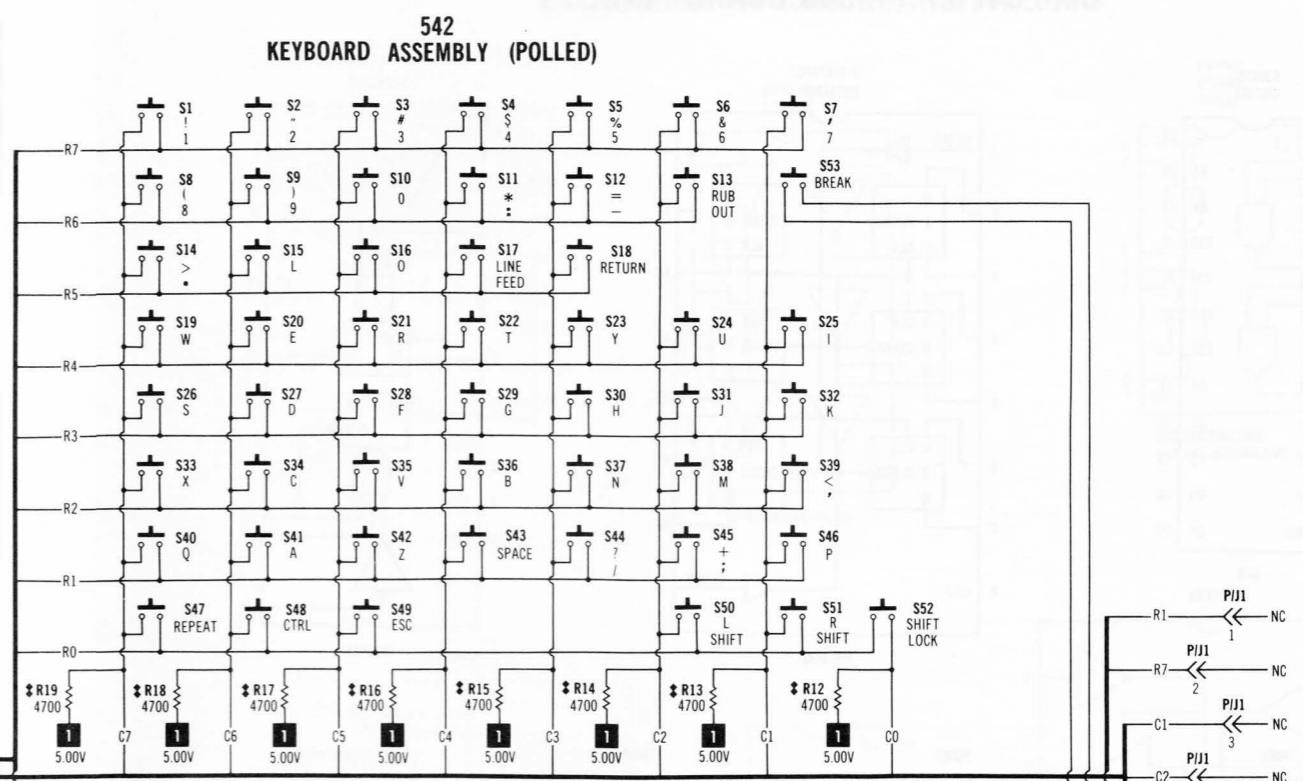 542
KEYBOARD ASSEMBLY (POLLED)
S1 S2 S3 S4 S5 S6 S7
! " # $ % & '
1 2 3 4 5 6 7
R7
S8 S9 S10 S11 S12 S13 S53
( ) 0 * = RUB BREAK
8 9 : – OUT
R6
S14 S15 S16 S17 S18
> L O LINE RETURN
. FEED
R5
S19 S20 S21 S22 S23 S24 S25
W E R T Y U I
R4
S26 S27 S28 S29 S30 S31 S32
S D F G H J K
R3
S33 S34 S35 S36 S37 S38 S39
X C V B N M <
,
R2
S40 S41 S42 S43 S44 S45 S46
Q A Z SPACE ? + P
/ ;
R1
S47 S48 S49 S50 S51 S52
REPEAT CTRL ESC L R SHIFT
SHIFT SHIFT LOCK
R0
R19 R18 R17 R16 R15 R14 R13 R12
4700 4700 4700 4700 4700 4700 4700 4700
1 C7 1 C6 1 C5 1 C4 1 C3 1 C2 1 C1 1 C0
5.00V 5.00V 5.00V 5.00V 5.00V 5.00V 5.00V 5.00V
P/J1
R1 NC
1
P/J1
R7 NC
2
P/J1
C1 NC
3
P/J1
C2 NC